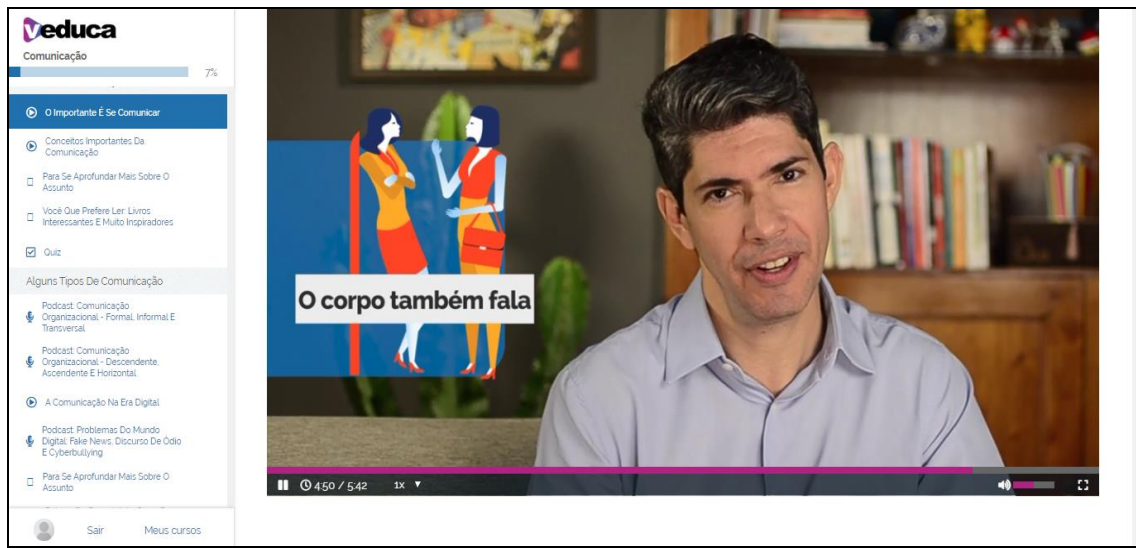 veduca
Comunicação
7%
O Importante É Se Comunicar
Conceitos Importantes Da
Comunicação
Para Se Aprofundar Mais Sobre O
Assunto
Você Que Prefere Ler: Livros
Interessantes E Muito Inspiradores
Quiz
Alguns Tipos De Comunicação
Podcast: Comunicação
Organizacional - Formal, Informal E
Transversal
Podcast: Comunicação
Organizacional - Descendente,
Ascendente E Horizontal
A Comunicação Na Era Digital
Podcast: Problemas Do Mundo
Digital: Fake News, Discurso De Ódio
E Cyberbullying
Para Se Aprofundar Mais Sobre O
Assunto
Sair Meus cursos
O corpo também fala
4:50 / 5:42 1x